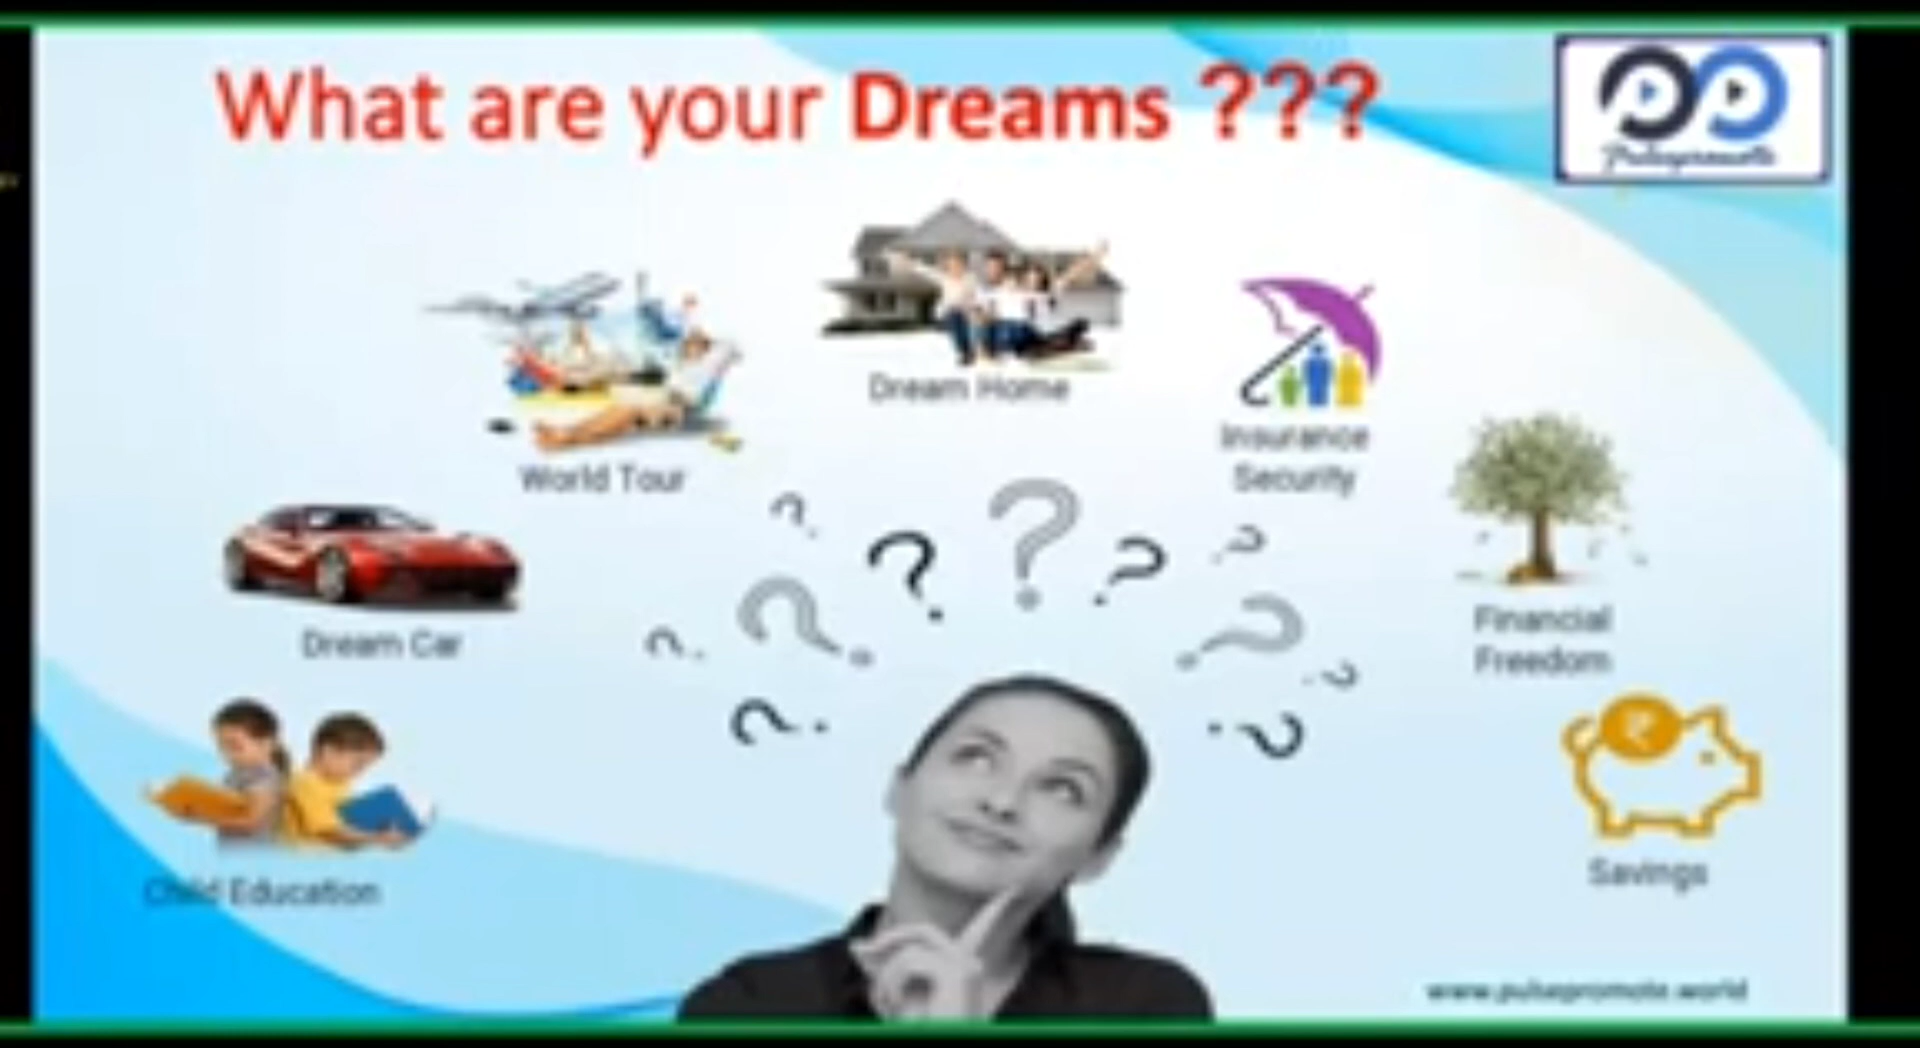 What are your Dreams ???
Pulsepromote
Dream Home
World Tour
Insurance
Security
Dream Car
Financial
Freedom
₹
Child Education
Savings
www.pulsepromote.world